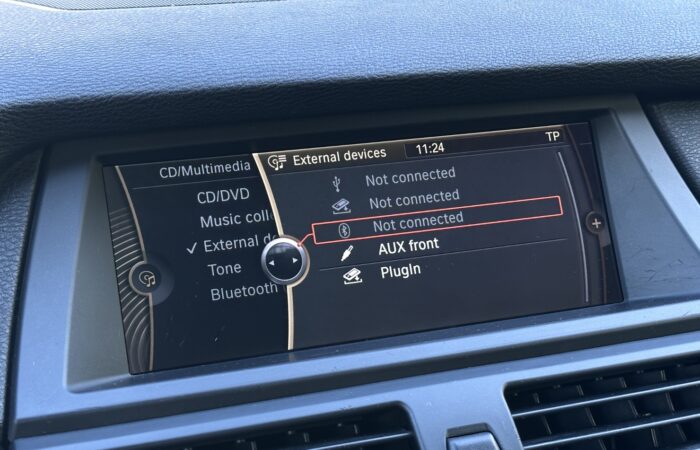 CD/Multimedia
CD/DVD
Music coll
External d
Tone
Bluetooth
External devices
11:24
TP
Not connected
Not connected
Not connected
AUX front
PlugIn